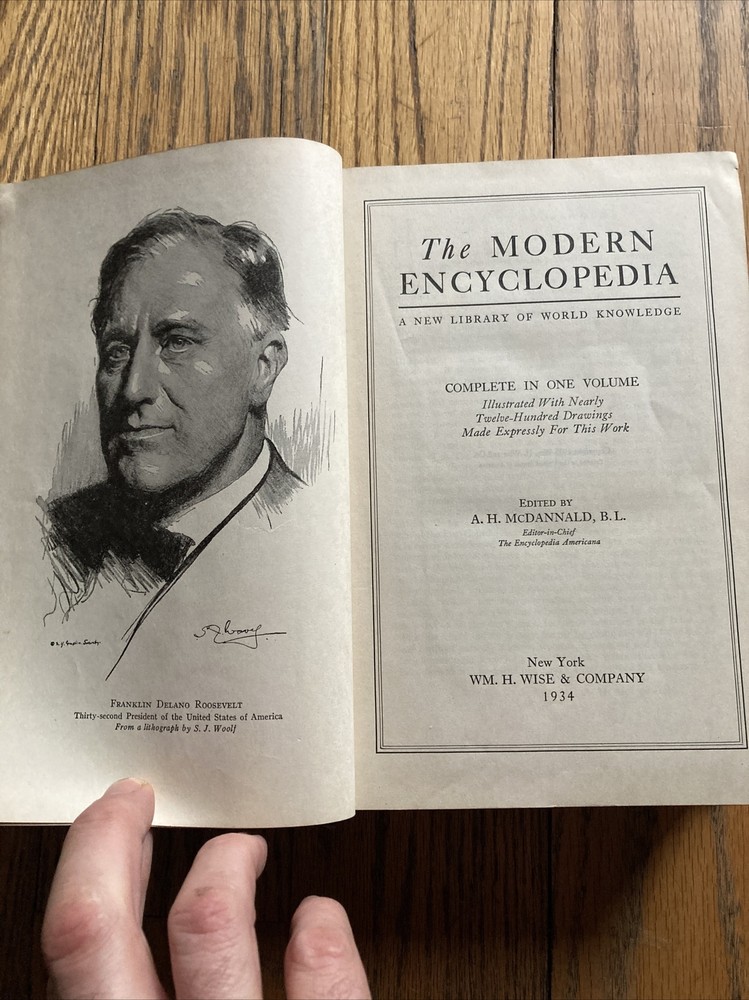 S. J. Woolf
FRANKLIN DELANO ROOSEVELT
Thirty-second President of the United States of America
From a lithograph by S. J. Woolf
The MODERN
ENCYCLOPEDIA
A NEW LIBRARY OF WORLD KNOWLEDGE
COMPLETE IN ONE VOLUME
Illustrated With Nearly
Twelve-Hundred Drawings
Made Expressly For This Work
EDITED BY
A. H. MCDANNALD, B.L.
Editor-in-Chief
The Encyclopedia Americana
New York
WM. H. WISE & COMPANY
1934